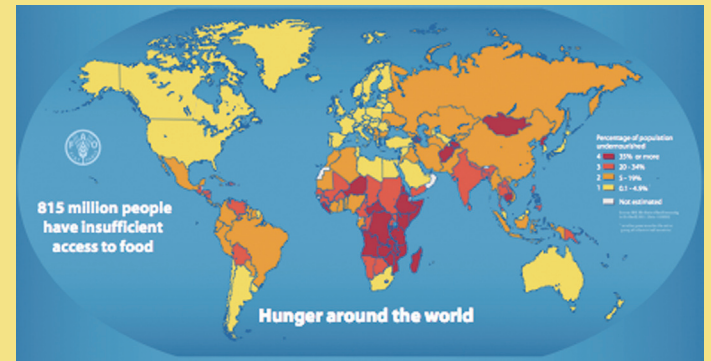 Percentage of population
undernourished
4 35% or more
3 20 - 34%
2 5 - 19%
1 0.1 - 4.9%
Not estimated
FAO
815 million people
have insufficient
access to food
Hunger around the world